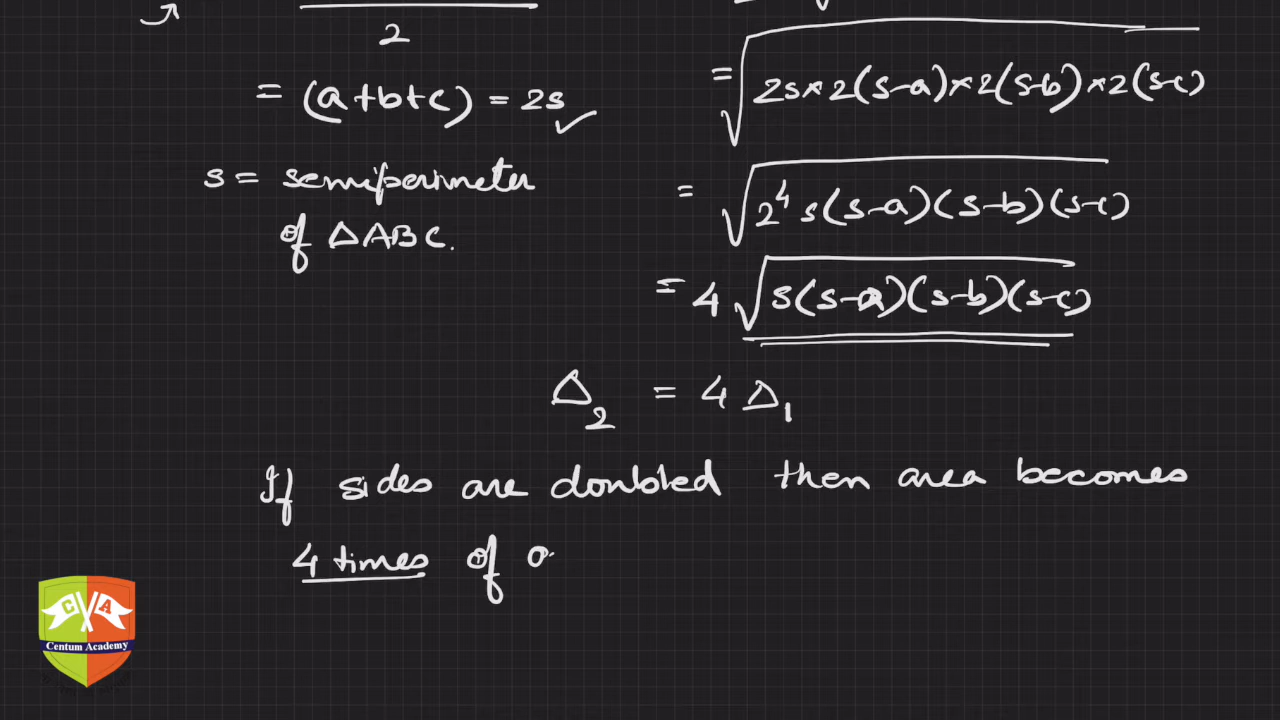 2
= (a+b+c) = 2s ✓
s = semiperimeter
of ΔABC.
= √2s×2(s-a)×2(s-b)×2(s-c)
= √2⁴ s(s-a)(s-b)(s-c)
= 4 √s(s-a)(s-b)(s-c)
Δ₂ = 4 Δ₁
If sides are doubled then area becomes
4 times of o
C A
Centum Academy